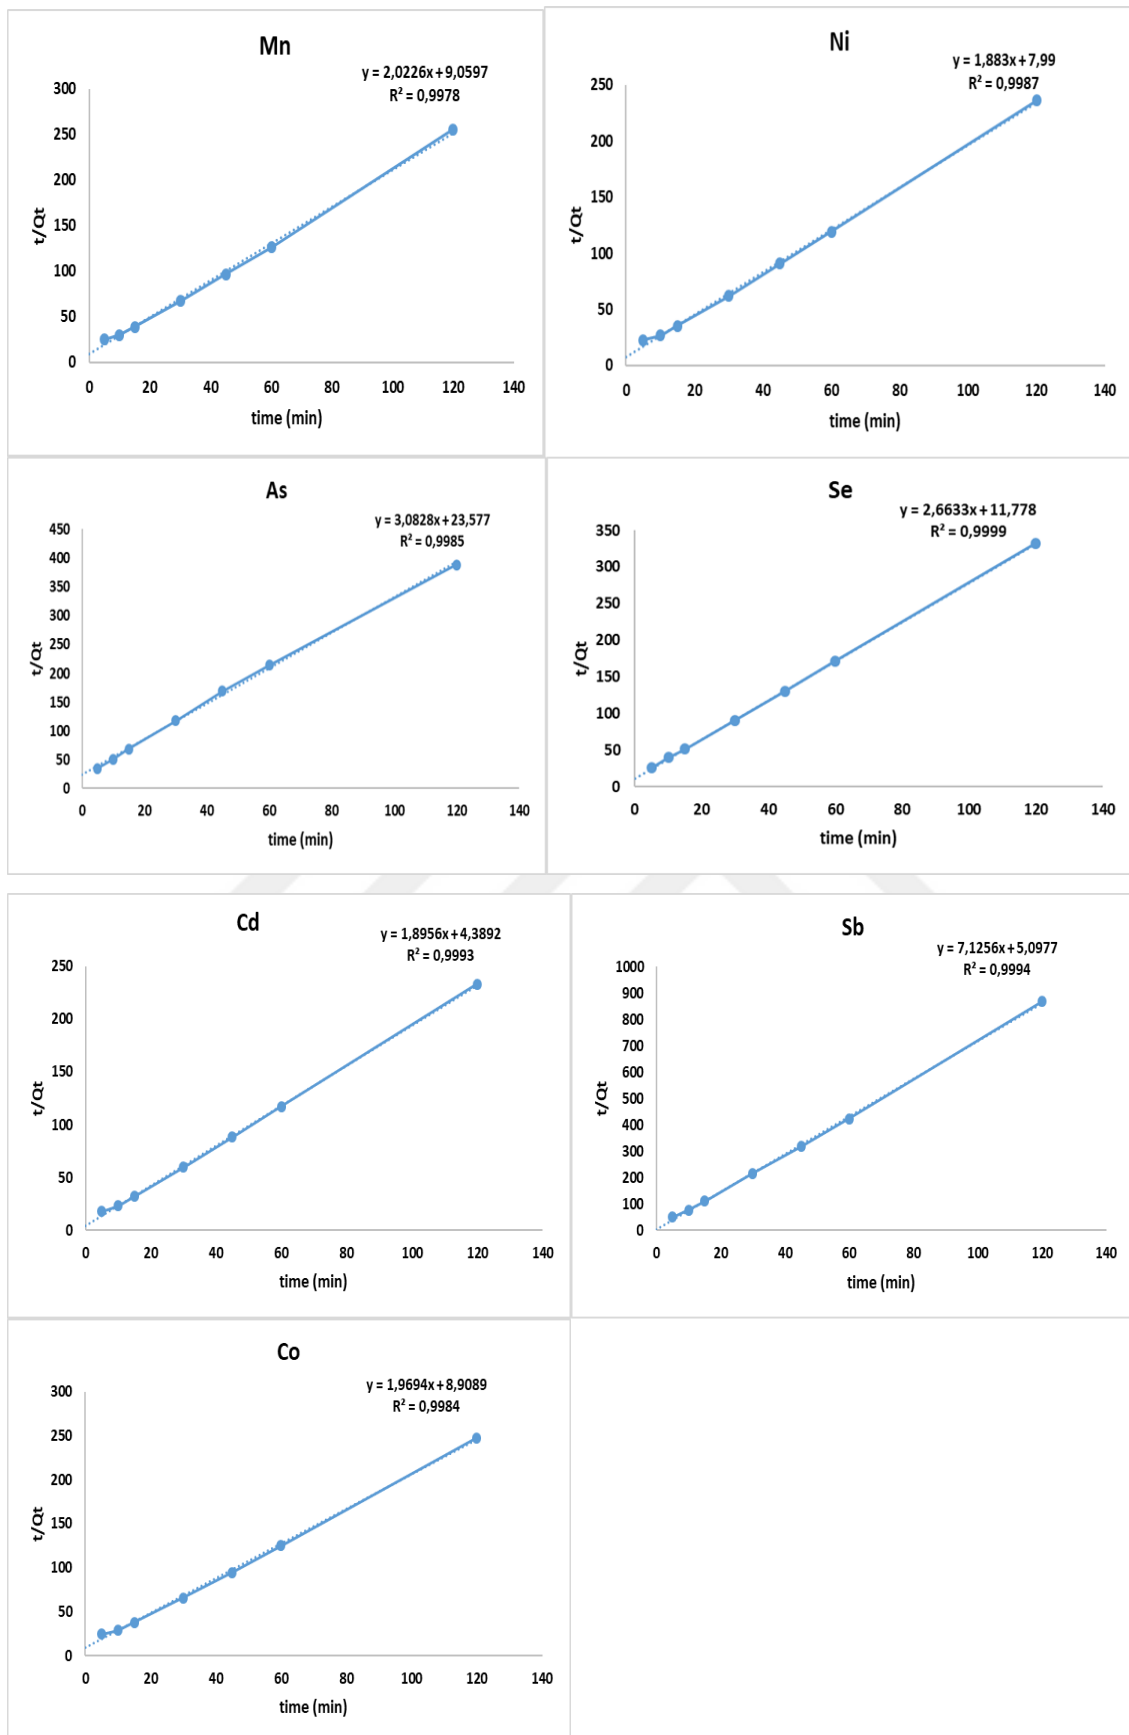 Mn
y = 2,0226x + 9,0597
R² = 0,9978
300
250
200
150
100
50
0
t/Qt
0 20 40 60 80 100 120 140
time (min)
Ni
y = 1,883x + 7,99
R² = 0,9987
250
200
150
100
50
0
t/Qt
0 20 40 60 80 100 120 140
time (min)
As
y = 3,0828x + 23,577
R² = 0,9985
450
400
350
300
250
200
150
100
50
0
t/Qt
0 20 40 60 80 100 120 140
time (min)
Se
y = 2,6633x + 11,778
R² = 0,9999
350
300
250
200
150
100
50
0
t/Qt
0 20 40 60 80 100 120 140
time (min)
Cd
y = 1,8956x + 4,3892
R² = 0,9993
250
200
150
100
50
0
t/Qt
0 20 40 60 80 100 120 140
time (min)
Sb
y = 7,1256x + 5,0977
R² = 0,9994
1000
900
800
700
600
500
400
300
200
100
0
t/Qt
0 20 40 60 80 100 120 140
time (min)
Co
y = 1,9694x + 8,9089
R² = 0,9984
300
250
200
150
100
50
0
t/Qt
0 20 40 60 80 100 120 140
time (min)